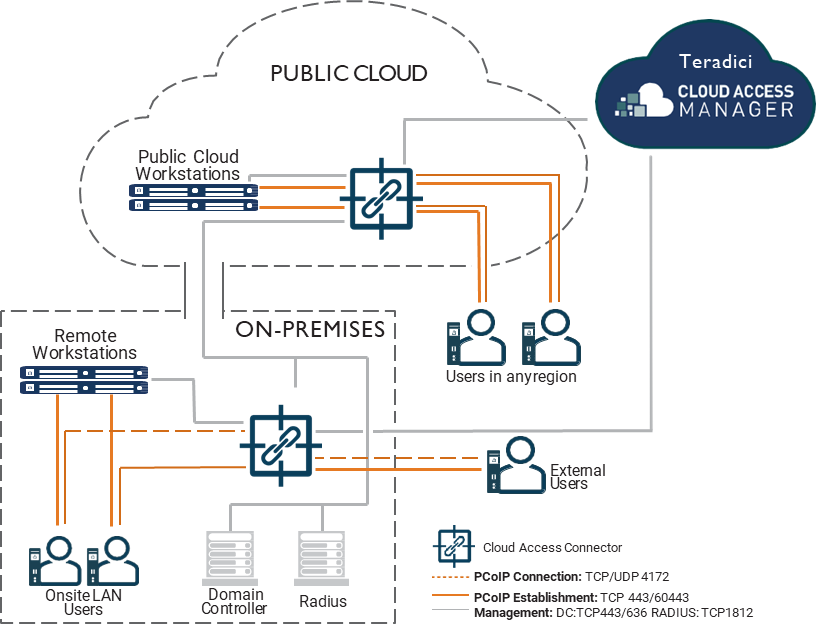 PUBLIC CLOUD
Teradici
CLOUD ACCESS
MANAGER
Public Cloud
Workstations
ON-PREMISES
Remote
Workstations
Users in anyregion
External
Users
Onsite LAN
Users
Domain
Controller
Radius
Cloud Access Connector
PCoIP Connection: TCP/UDP 4172
PCoIP Establishment: TCP 443/60443
Management: DC:TCP443/636 RADIUS: TCP1812